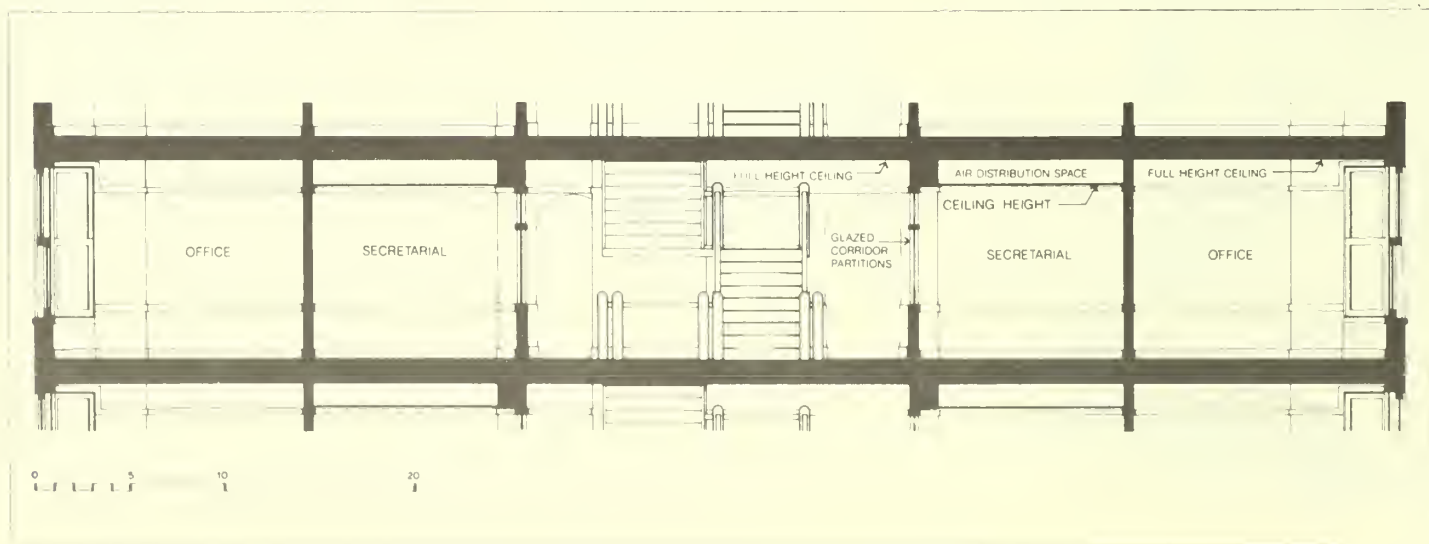 FULL HEIGHT CEILING
AIR DISTRIBUTION SPACE
FULL HEIGHT CEILING
CEILING HEIGHT
OFFICE
SECRETARIAL
GLAZED
CORRIDOR
PARTITIONS
SECRETARIAL
OFFICE
0 5 10 20